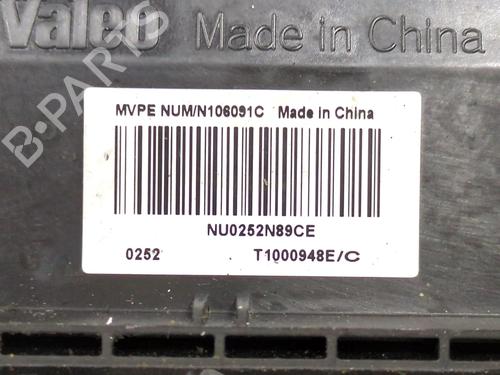 Valeo Made in China
MVPE NUM/N106091C Made in China
NU0252N89CE
0252 T1000948E/C
B-PARTS